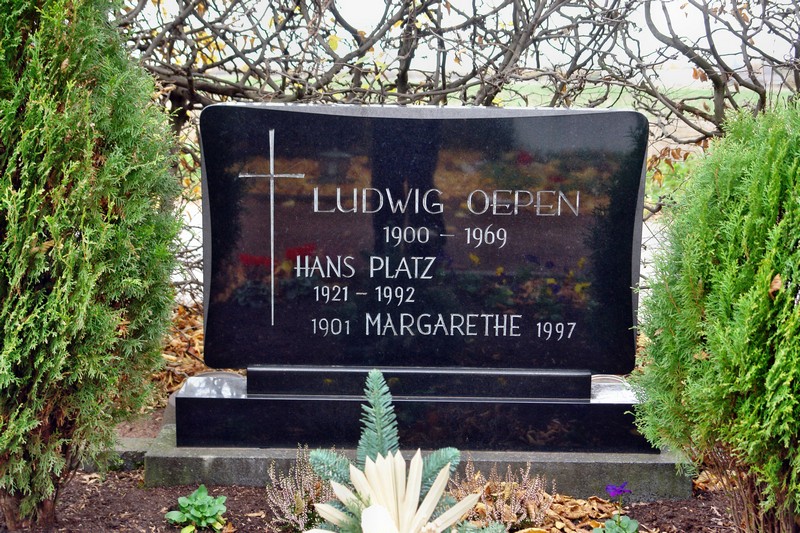 LUDWIG OEPEN
1900 – 1969
HANS PLATZ
1921 – 1992
1901 MARGARETHE 1997